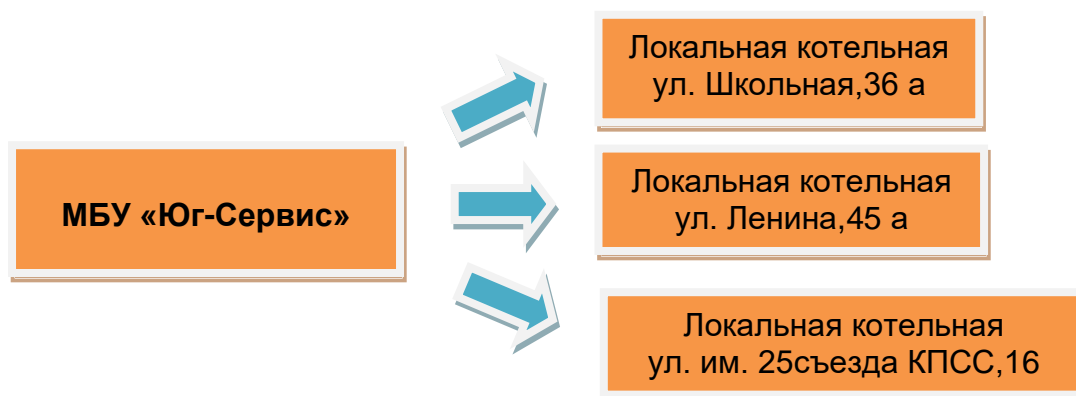 Локальная котельная
ул. Школьная,36 а
МБУ «Юг-Сервис»
Локальная котельная
ул. Ленина,45 а
Локальная котельная
ул. им. 25съезда КПСС,16